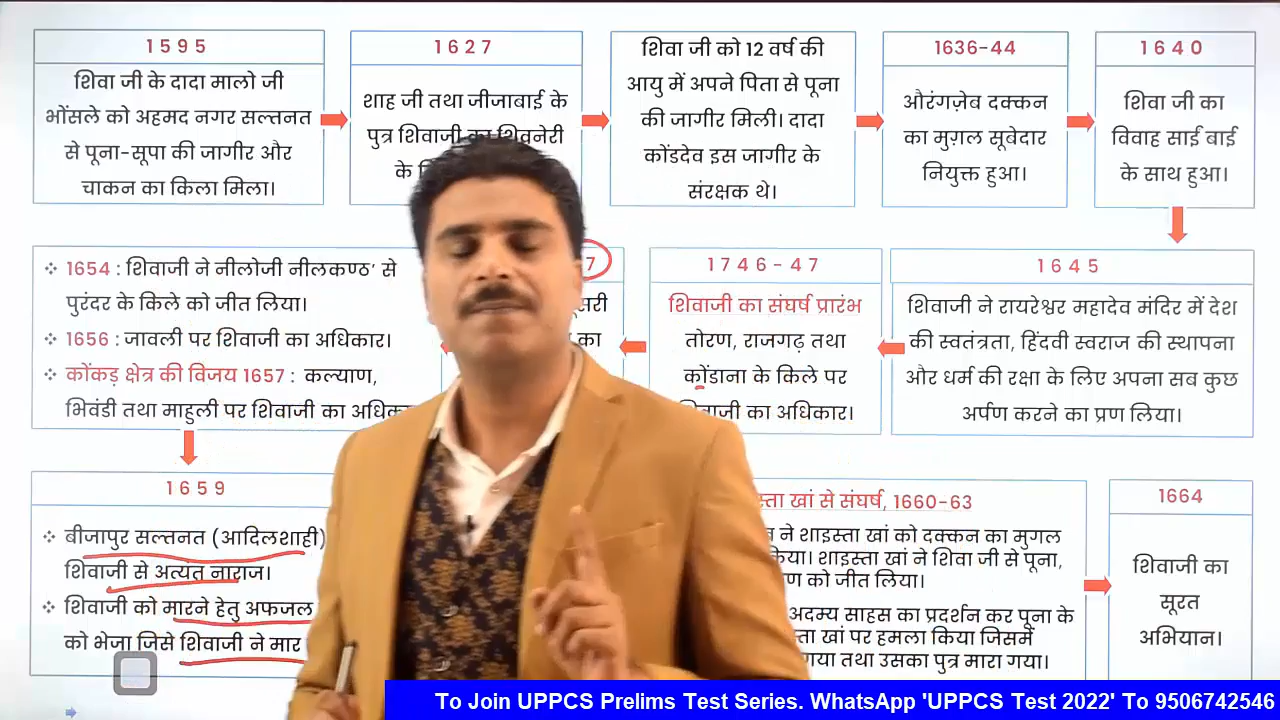 1595
शिवा जी के दादा मालो जी
भोंसले को अहमद नगर सल्तनत
से पूना-सूपा की जागीर और
चाकन का किला मिला।
1627
शाह जी तथा जीजाबाई के
पुत्र शिवाजी का शिवनेरी
के
शिवा जी को 12 वर्ष की
आयु में अपने पिता से पूना
की जागीर मिली। दादा
कोंडदेव इस जागीर के
संरक्षक थे।
1636-44
औरंगज़ेब दक्कन
का मुग़ल सूबेदार
नियुक्त हुआ।
1640
शिवा जी का
विवाह साई बाई
के साथ हुआ।
1645
शिवाजी ने रायरेश्वर महादेव मंदिर में देश
की स्वतंत्रता, हिंदवी स्वराज की स्थापना
और धर्म की रक्षा के लिए अपना सब कुछ
अर्पण करने का प्रण लिया।
1746-47
शिवाजी का संघर्ष प्रारंभ
तोरण, राजगढ़ तथा
कोंडाना के किले पर
शिवाजी का अधिकार।
7
का
❖ 1654 : शिवाजी ने नीलोजी नीलकण्ठ' से
पुरंदर के किले को जीत लिया।
❖ 1656 : जावली पर शिवाजी का अधिकार।
❖ कोंकड़ क्षेत्र की विजय 1657 : कल्याण,
भिवंडी तथा माहुली पर शिवाजी का
1659
❖ बीजापुर सल्तनत (आदिलशाही)
शिवाजी से अत्यंत नाराज।
❖ शिवाजी को मारने हेतु अफजल
को भेजा जिसे शिवाजी ने मार
खां से संघर्ष, 1660-63
ने शाइस्ता खां को दक्कन का मुगल
किया। शाइस्ता खां ने शिवा जी से पूना,
को जीत लिया।
अदम्य साहस का प्रदर्शन कर पूना के
खां पर हमला किया जिसमें
गया तथा उसका पुत्र मारा गया।
1664
शिवाजी का
सूरत
अभियान।
To Join UPPCS Prelims Test Series. WhatsApp 'UPPCS Test 2022' To 9506742546